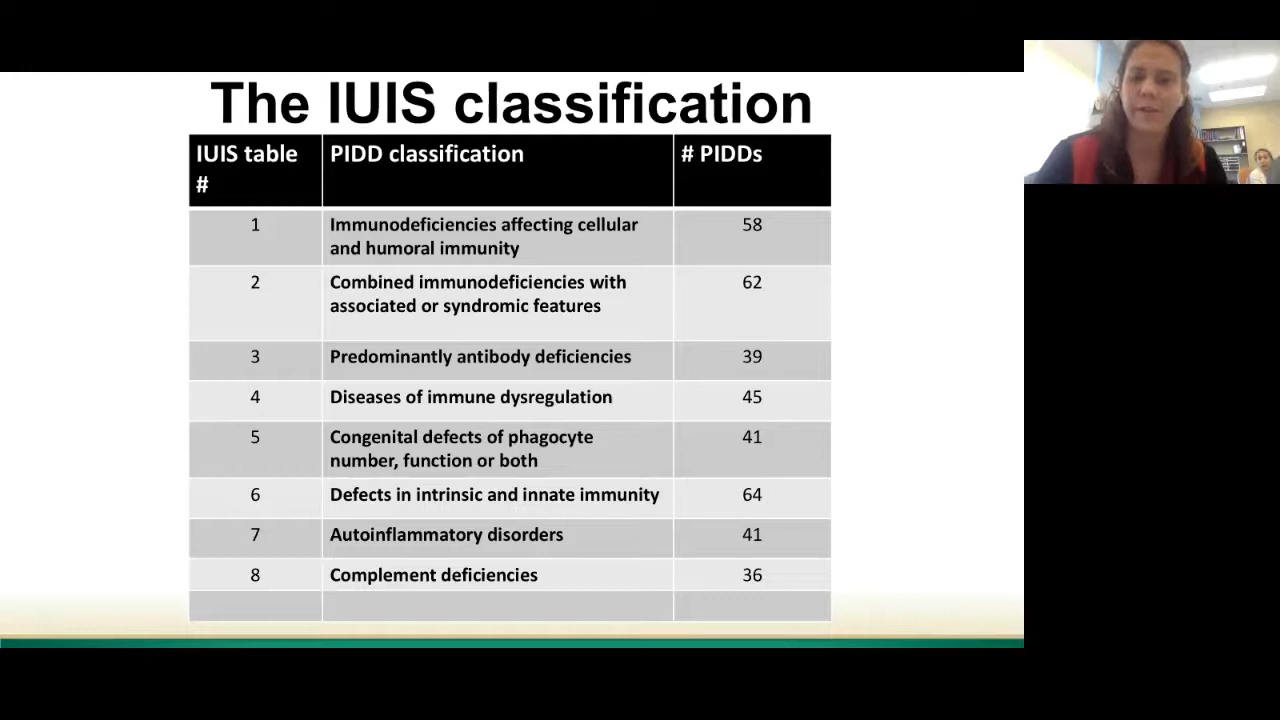 The IUIS classification
IUIS table PIDD classification # PIDDs
#
1 Immunodeficiencies affecting cellular 58
and humoral immunity
2 Combined immunodeficiencies with 62
associated or syndromic features
3 Predominantly antibody deficiencies 39
4 Diseases of immune dysregulation 45
5 Congenital defects of phagocyte 41
number, function or both
6 Defects in intrinsic and innate immunity 64
7 Autoinflammatory disorders 41
8 Complement deficiencies 36